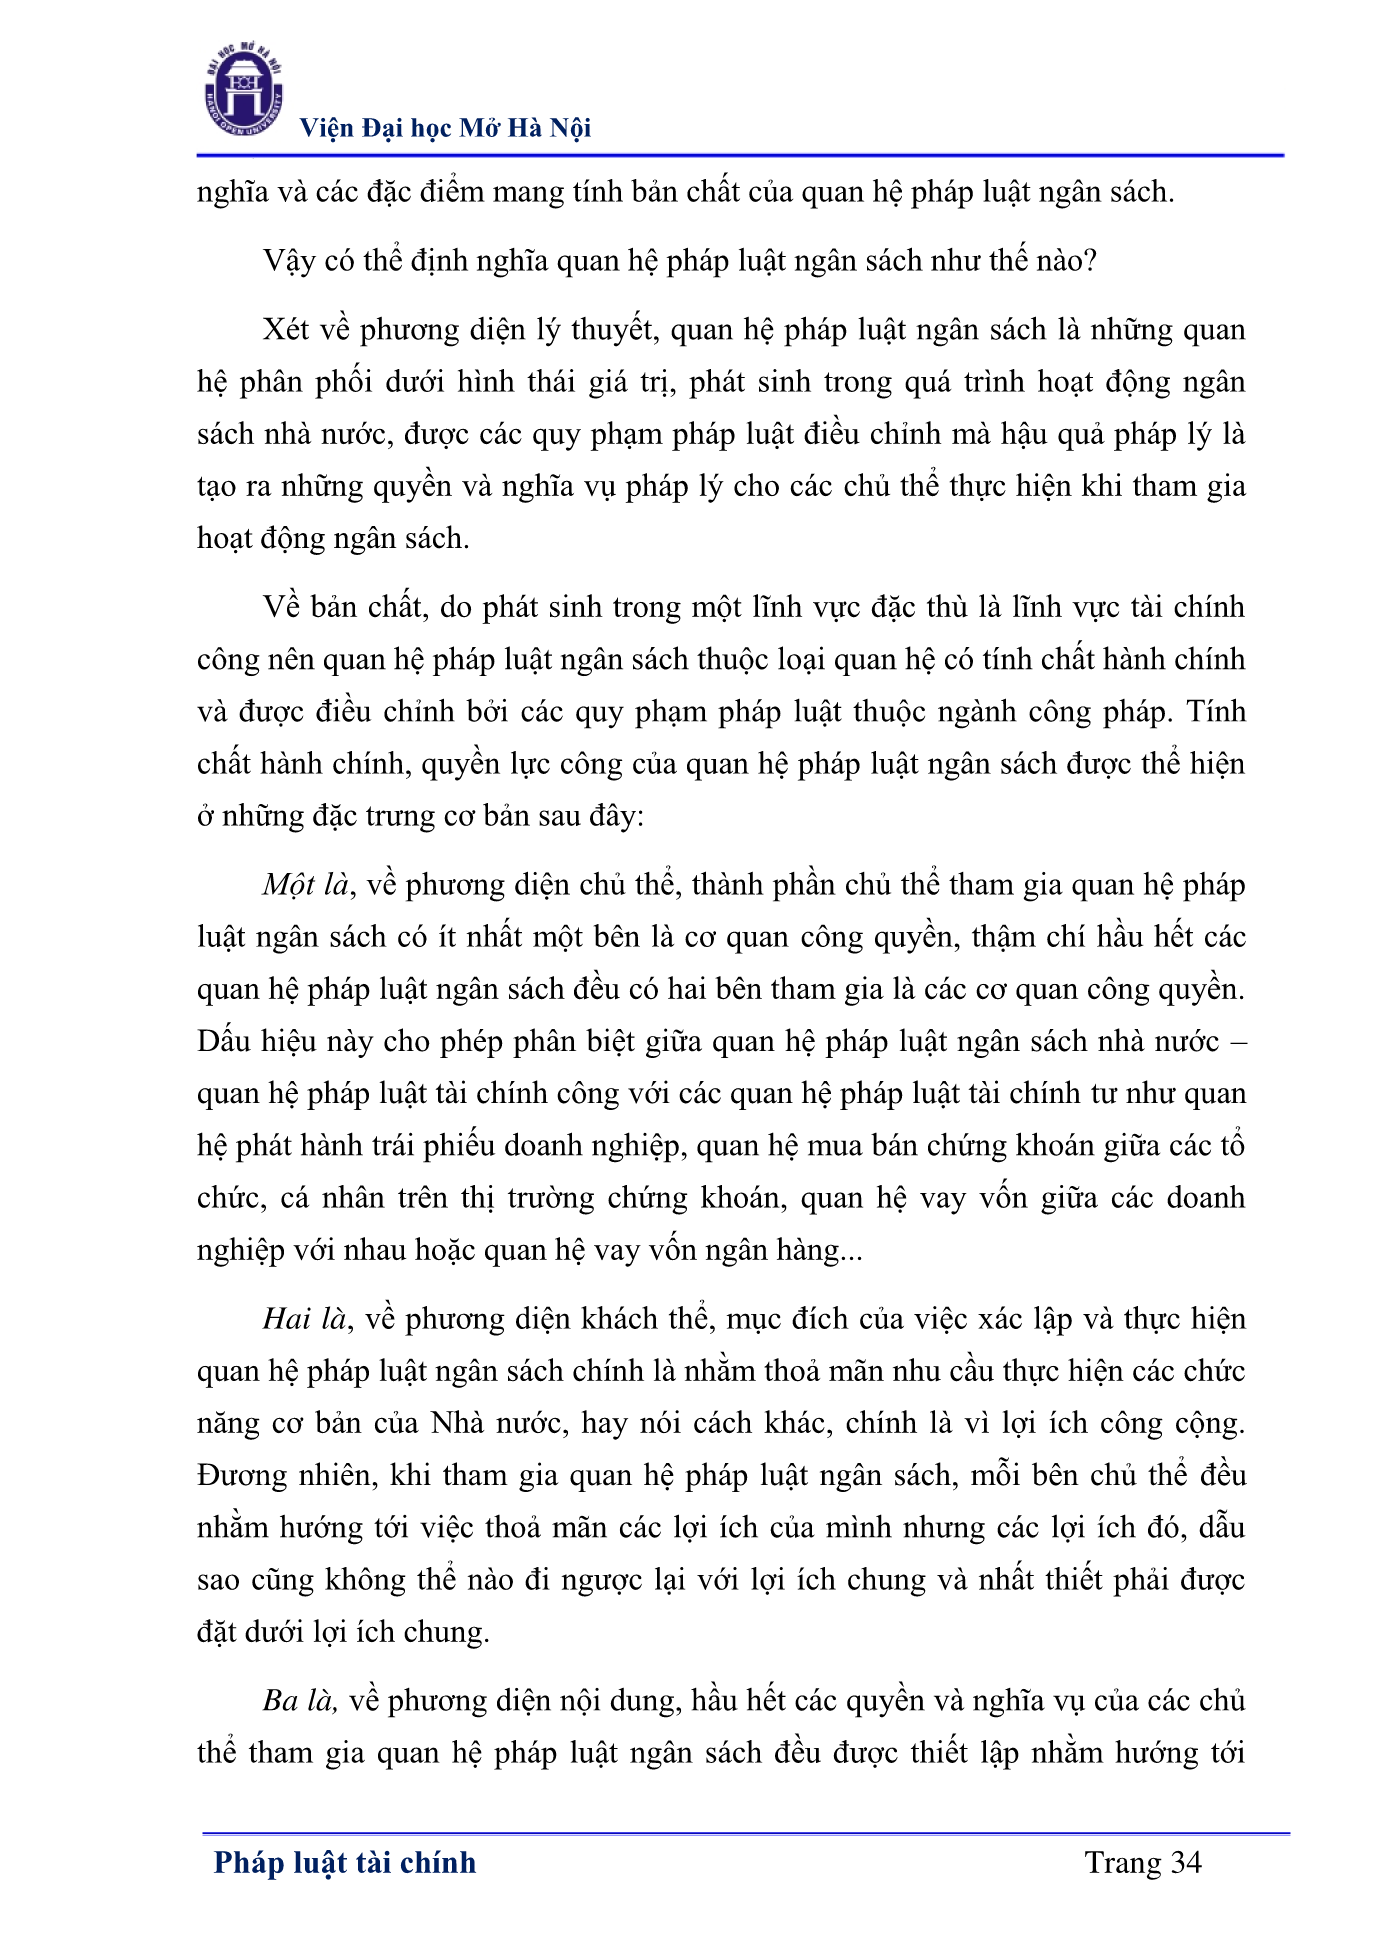 ĐẠI HỌC MỞ HÀ NỘI
HANOI OPEN UNIVERSITY
Viện Đại học Mở Hà Nội
nghĩa và các đặc điểm mang tính bản chất của quan hệ pháp luật ngân sách.
Vậy có thể định nghĩa quan hệ pháp luật ngân sách như thế nào?
Xét về phương diện lý thuyết, quan hệ pháp luật ngân sách là những quan
hệ phân phối dưới hình thái giá trị, phát sinh trong quá trình hoạt động ngân
sách nhà nước, được các quy phạm pháp luật điều chỉnh mà hậu quả pháp lý là
tạo ra những quyền và nghĩa vụ pháp lý cho các chủ thể thực hiện khi tham gia
hoạt động ngân sách.
Về bản chất, do phát sinh trong một lĩnh vực đặc thù là lĩnh vực tài chính
công nên quan hệ pháp luật ngân sách thuộc loại quan hệ có tính chất hành chính
và được điều chỉnh bởi các quy phạm pháp luật thuộc ngành công pháp. Tính
chất hành chính, quyền lực công của quan hệ pháp luật ngân sách được thể hiện
ở những đặc trưng cơ bản sau đây:
Một là, về phương diện chủ thể, thành phần chủ thể tham gia quan hệ pháp
luật ngân sách có ít nhất một bên là cơ quan công quyền, thậm chí hầu hết các
quan hệ pháp luật ngân sách đều có hai bên tham gia là các cơ quan công quyền.
Dấu hiệu này cho phép phân biệt giữa quan hệ pháp luật ngân sách nhà nước –
quan hệ pháp luật tài chính công với các quan hệ pháp luật tài chính tư như quan
hệ phát hành trái phiếu doanh nghiệp, quan hệ mua bán chứng khoán giữa các tổ
chức, cá nhân trên thị trường chứng khoán, quan hệ vay vốn giữa các doanh
nghiệp với nhau hoặc quan hệ vay vốn ngân hàng...
Hai là, về phương diện khách thể, mục đích của việc xác lập và thực hiện
quan hệ pháp luật ngân sách chính là nhằm thoả mãn nhu cầu thực hiện các chức
năng cơ bản của Nhà nước, hay nói cách khác, chính là vì lợi ích công cộng.
Đương nhiên, khi tham gia quan hệ pháp luật ngân sách, mỗi bên chủ thể đều
nhằm hướng tới việc thoả mãn các lợi ích của mình nhưng các lợi ích đó, dẫu
sao cũng không thể nào đi ngược lại với lợi ích chung và nhất thiết phải được
đặt dưới lợi ích chung.
Ba là, về phương diện nội dung, hầu hết các quyền và nghĩa vụ của các chủ
thể tham gia quan hệ pháp luật ngân sách đều được thiết lập nhằm hướng tới
Pháp luật tài chính Trang 34